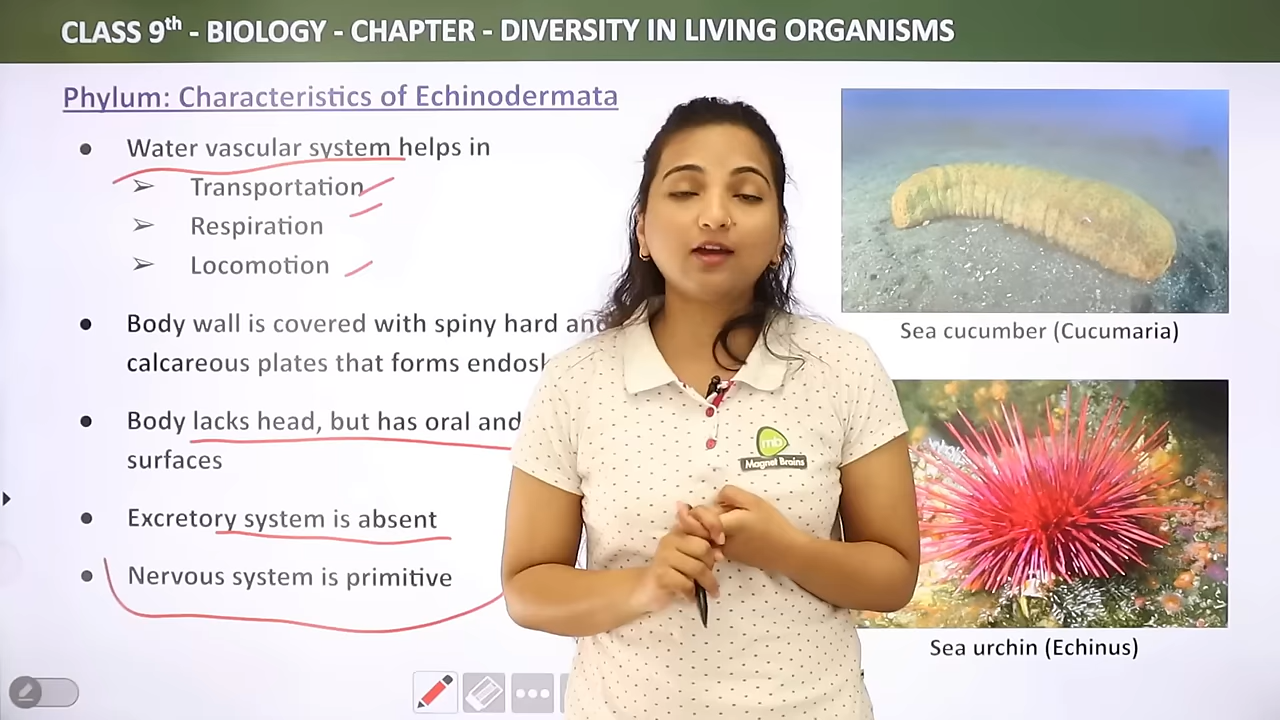 CLASS 9th - BIOLOGY - CHAPTER - DIVERSITY IN LIVING ORGANISMS
Phylum: Characteristics of Echinodermata
● Water vascular system helps in
➢ Transportation
➢ Respiration
➢ Locomotion
● Body wall is covered with spiny hard and
calcareous plates that forms
● Body lacks head, but has oral and
surfaces
● Excretory system is absent
● Nervous system is primitive
Sea cucumber (Cucumaria)
Sea urchin (Echinus)
mb
Magnet Brains